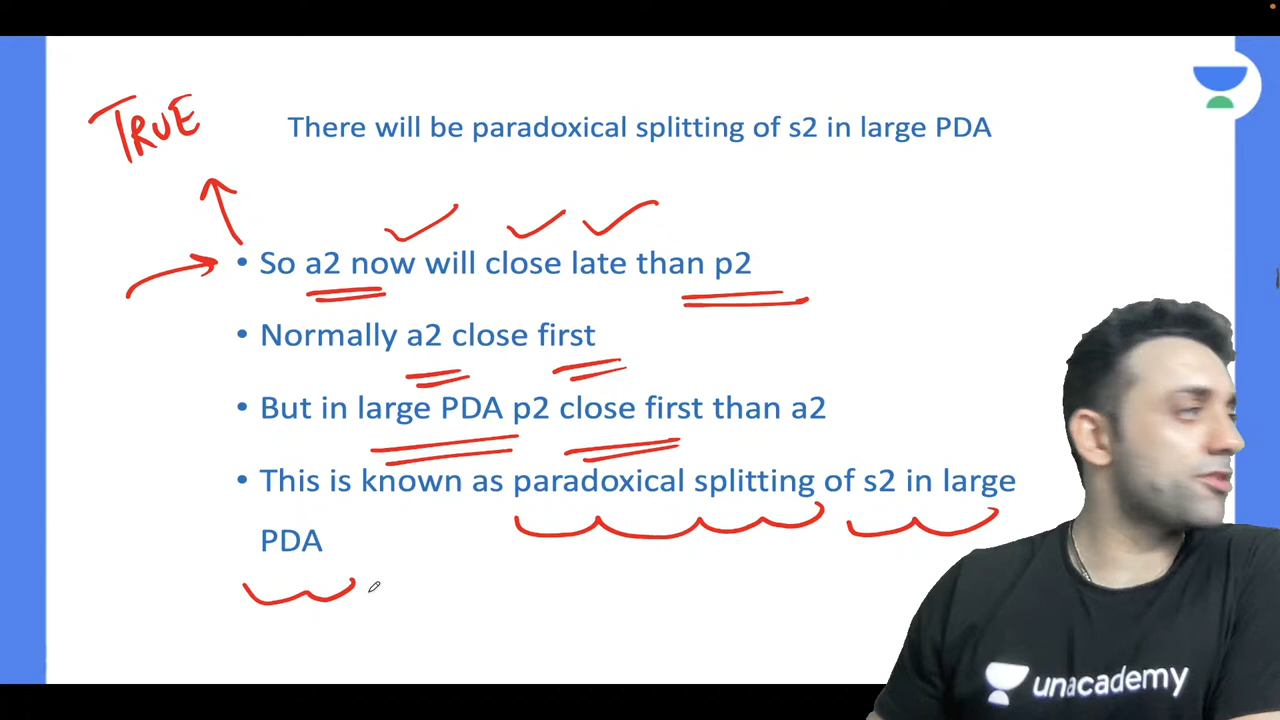 TRUE
There will be paradoxical splitting of s2 in large PDA
• So a2 now will close late than p2
• Normally a2 close first
• But in large PDA p2 close first than a2
• This is known as paradoxical splitting of s2 in large
PDA
unacademy